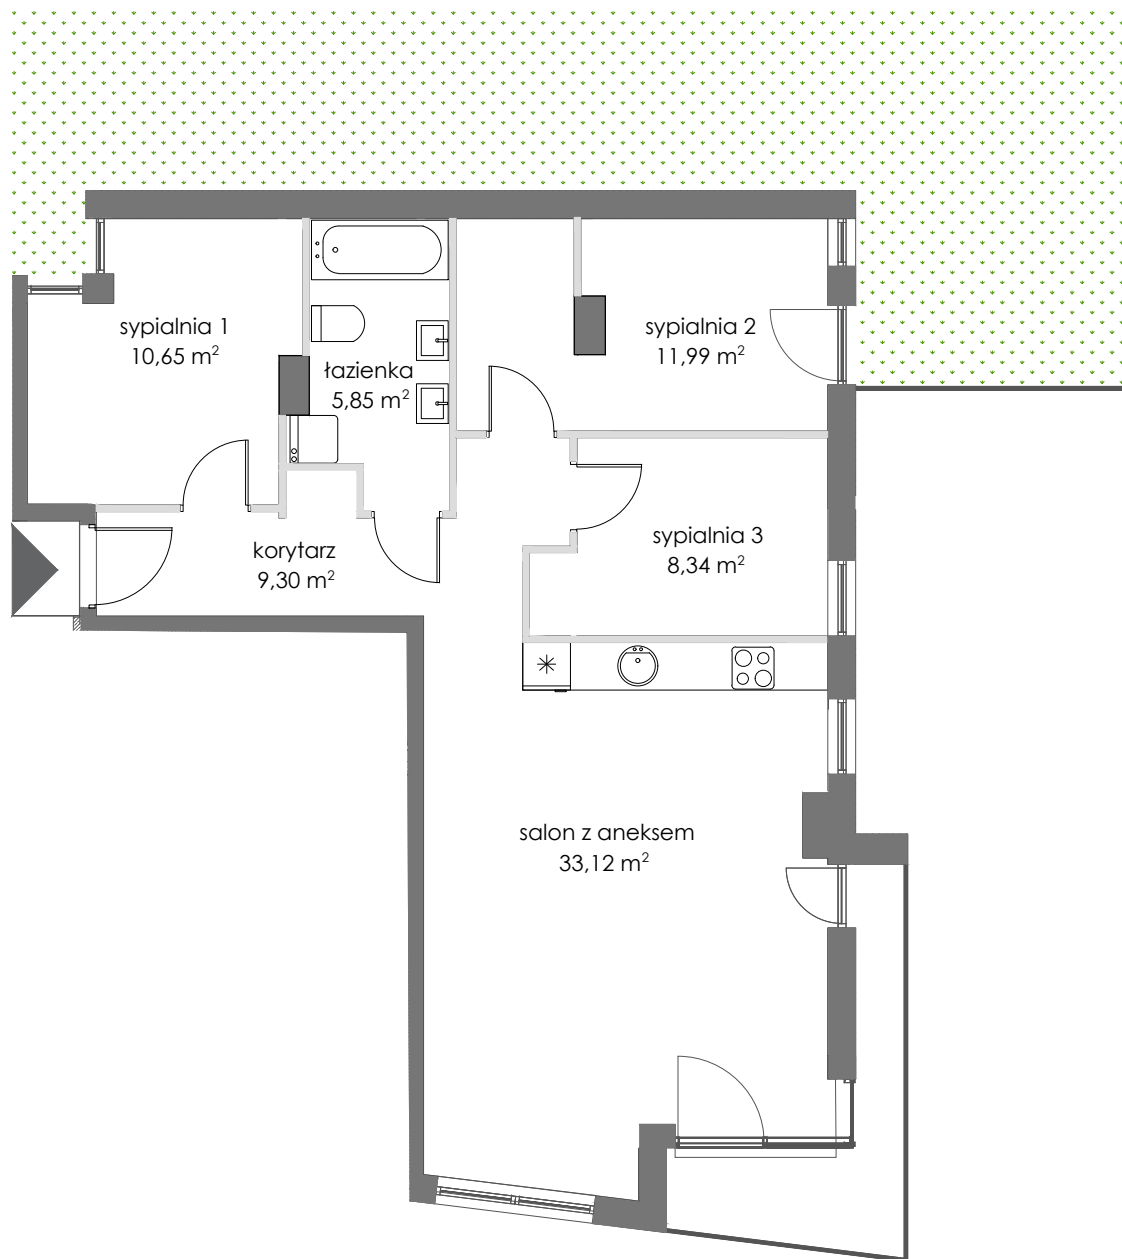 sypialnia 1
10,65 m²
łazienka
5,85 m²
sypialnia 2
11,99 m²
korytarz
9,30 m²
sypialnia 3
8,34 m²
salon z aneksem
33,12 m²